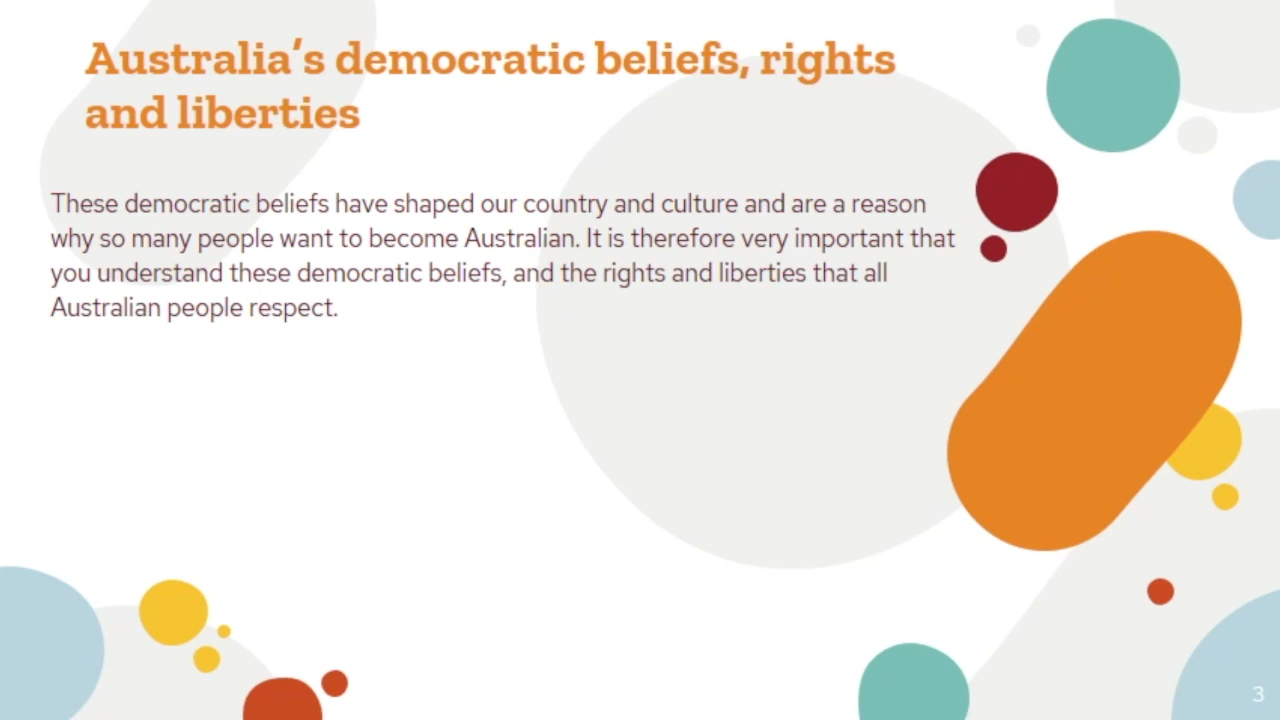 Australia’s democratic beliefs, rights
and liberties
These democratic beliefs have shaped our country and culture and are a reason
why so many people want to become Australian. It is therefore very important that
you understand these democratic beliefs, and the rights and liberties that all
Australian people respect.
3